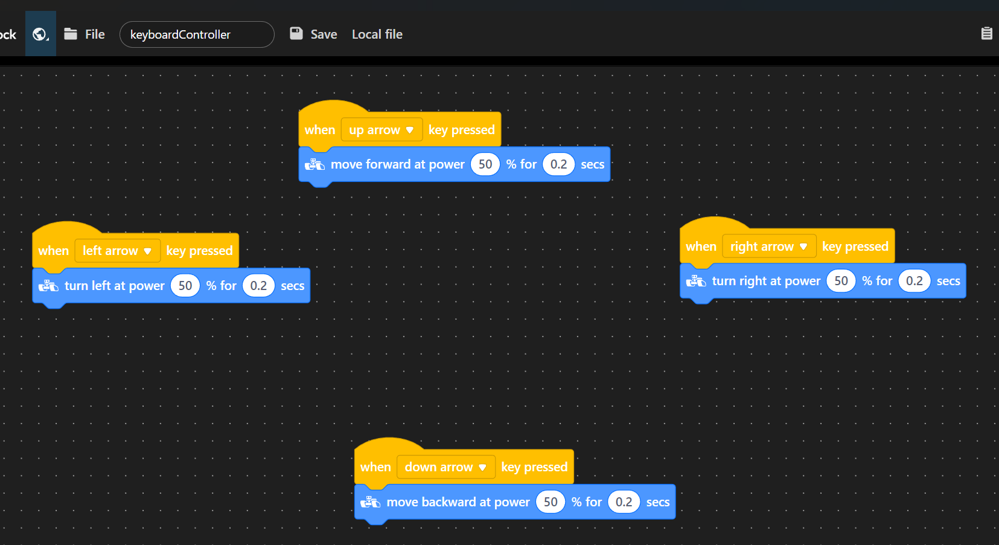 ock File keyboardController Save Local file
when up arrow key pressed
move forward at power 50 % for 0.2 secs
when left arrow key pressed
turn left at power 50 % for 0.2 secs
when right arrow key pressed
turn right at power 50 % for 0.2 secs
when down arrow key pressed
move backward at power 50 % for 0.2 secs